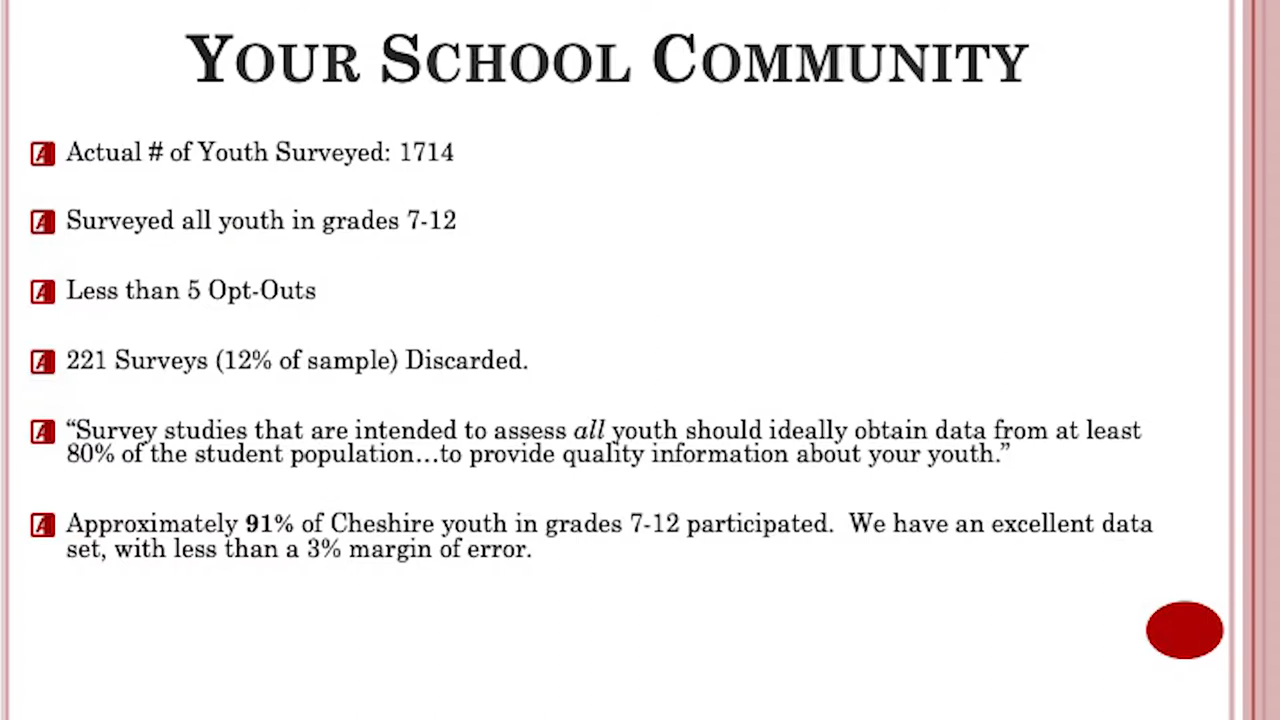 YOUR SCHOOL COMMUNITY
Actual # of Youth Surveyed: 1714
Surveyed all youth in grades 7-12
Less than 5 Opt-Outs
221 Surveys (12% of sample) Discarded.
“Survey studies that are intended to assess all youth should ideally obtain data from at least
80% of the student population…to provide quality information about your youth.”
Approximately 91% of Cheshire youth in grades 7-12 participated.  We have an excellent data
set, with less than a 3% margin of error.